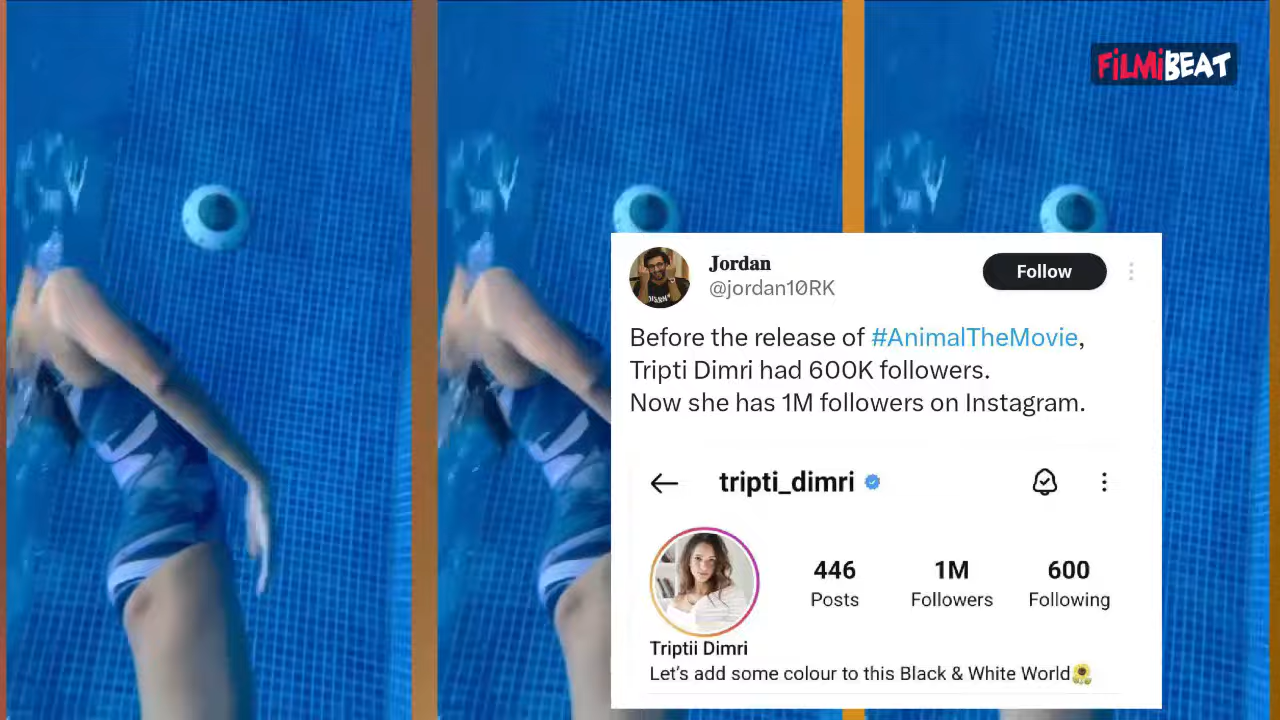 FILMIBEAT
Jordan
@jordan10RK
Follow
Before the release of #AnimalTheMovie,
Tripti Dimri had 600K followers.
Now she has 1M followers on Instagram.
tripti_dimri
446
1M
600
Posts
Followers
Following
Triptii Dimri
Let's add some colour to this Black & White World🌻